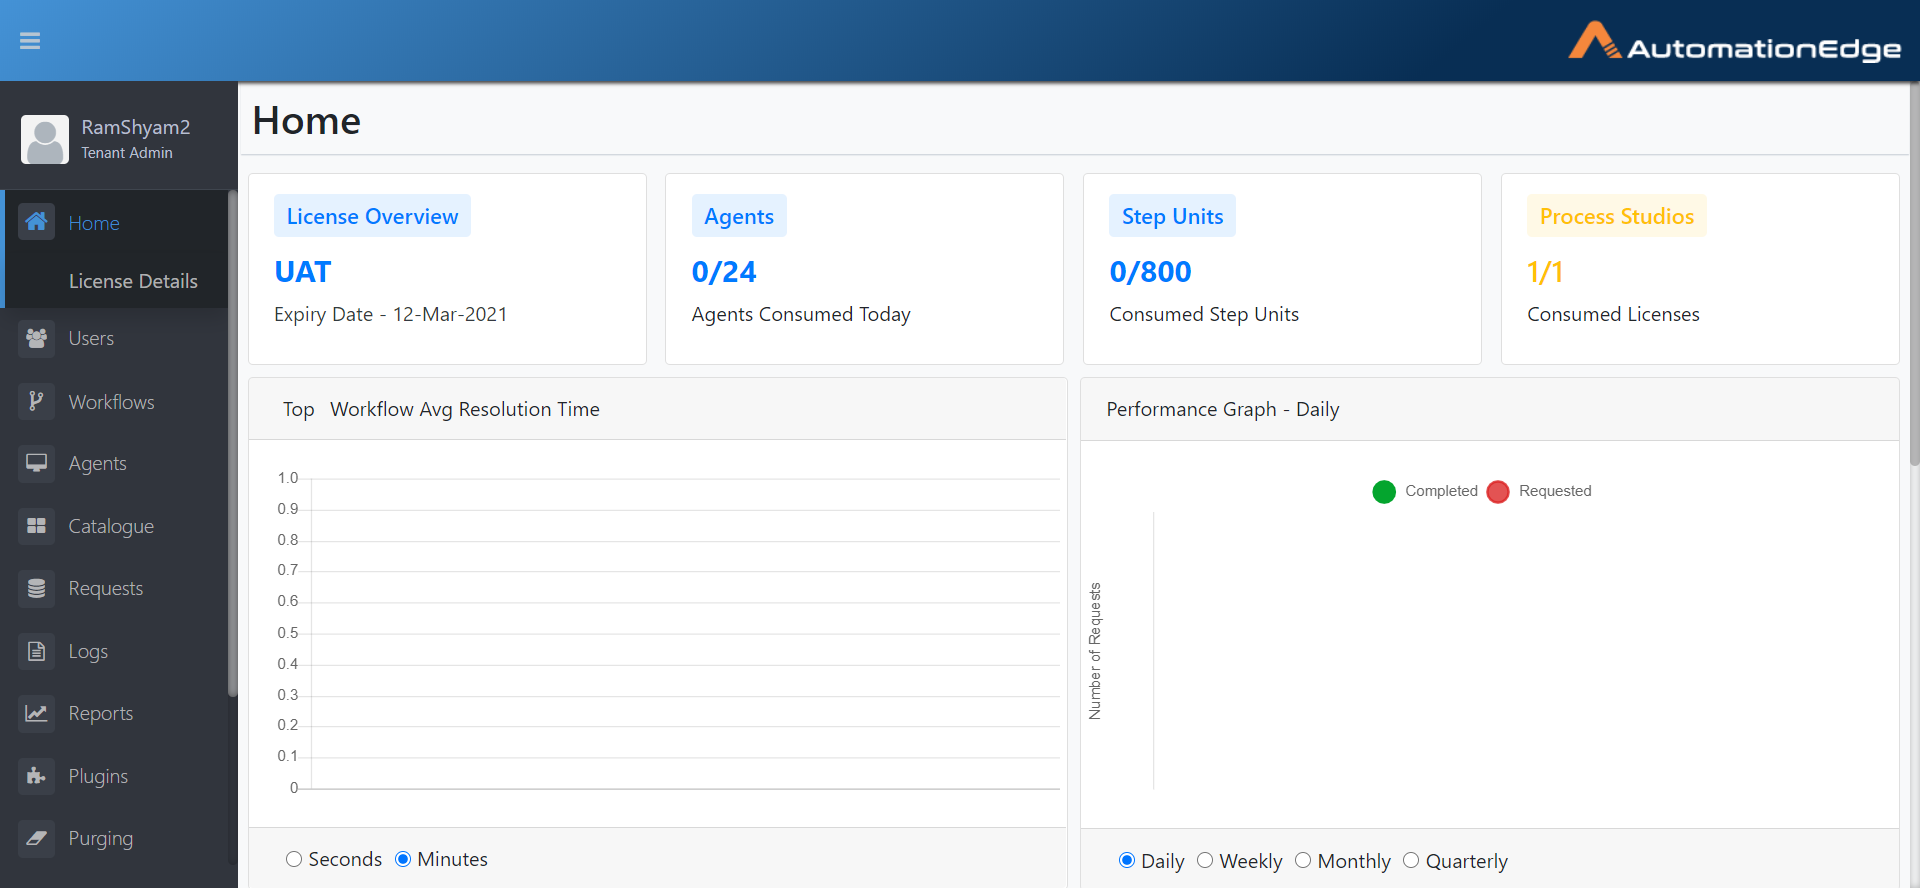 AutomationEdge
RamShyam2
Tenant Admin
Home
License Details
Users
Workflows
Agents
Catalogue
Requests
Logs
Reports
Plugins
Purging
Home
License Overview
UAT
Expiry Date - 12-Mar-2021
Agents
0/24
Agents Consumed Today
Step Units
0/800
Consumed Step Units
Process Studios
1/1
Consumed Licenses
Top Workflow Avg Resolution Time
1.0
0.9
0.8
0.7
0.6
0.5
0.4
0.3
0.2
0.1
0
Seconds Minutes
Performance Graph - Daily
Completed Requested
Number of Requests
Daily Weekly Monthly Quarterly